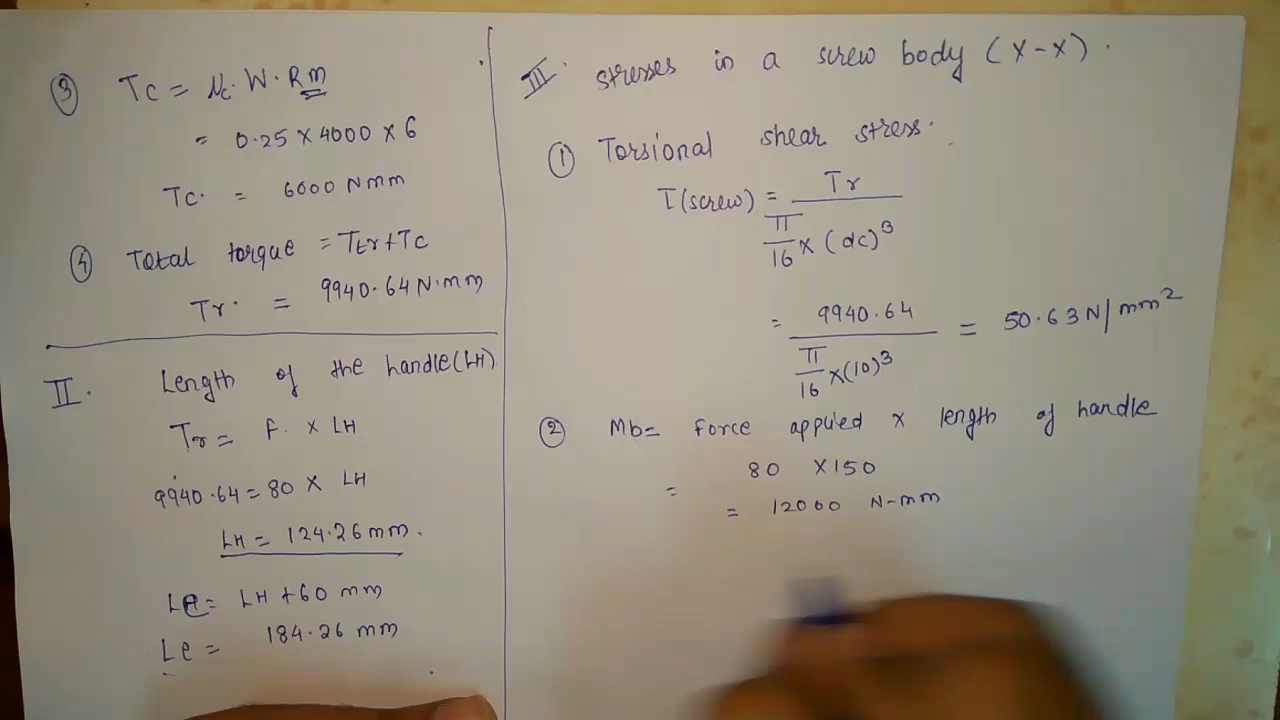 ③ Tc = μc. W. Rm
= 0.25 X 4000 X 6
Tc. = 6000 Nmm
④ Total torque = Ttr+Tc
Tr. = 9940.64 N.mm
II. Length of the handle(LH)
Tr = F. X LH
9940.64 = 80 X LH
LH = 124.26 mm.
Le = LH + 60 mm
Le = 184.26 mm
III. stresses in a screw body (X-X).
① Torsional shear stress.
τ(screw) = Tr
π/16 X (dc)³
= 9940.64 = 50.63 N/mm²
π/16 X (10)³
② Mb = Force applied X length of handle
= 80 X 150
= 12000 N-mm